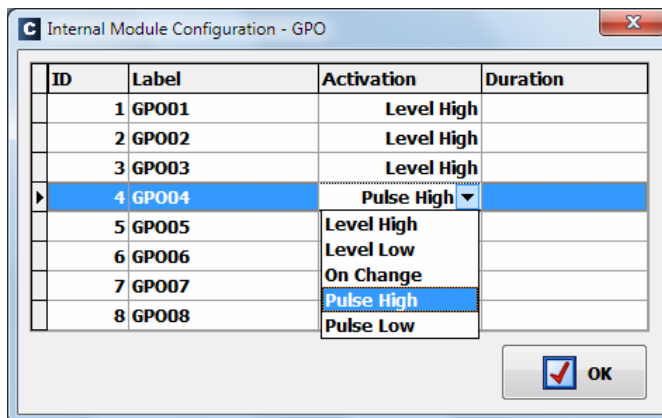 C Internal Module Configuration - GPO
ID Label Activation Duration
1 GPO01 Level High
2 GPO02 Level High
3 GPO03 Level High
4 GPO04 Pulse High
5 GPO05 Level High
6 GPO06 Level Low
On Change
7 GPO07 Pulse High
8 GPO08 Pulse Low
OK